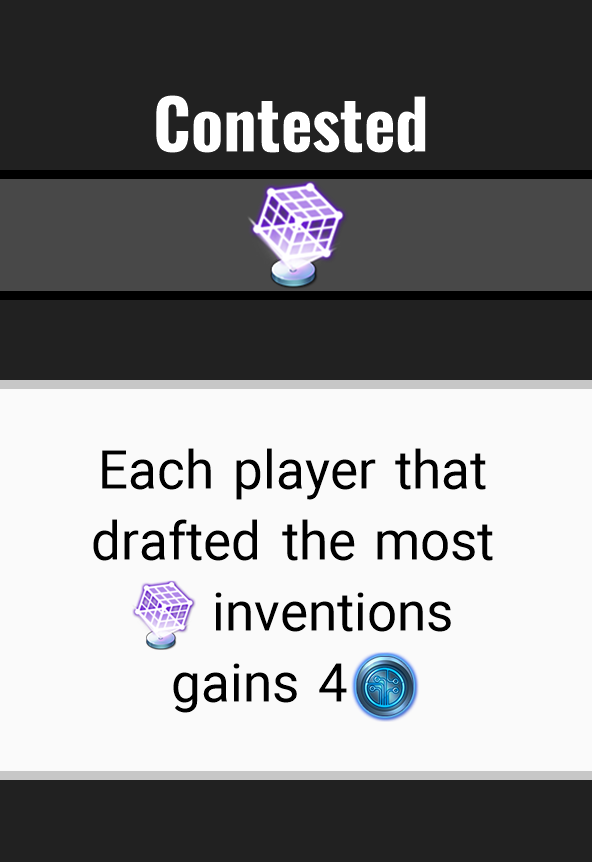 Contested
Each player that
drafted the most
inventions
gains 4